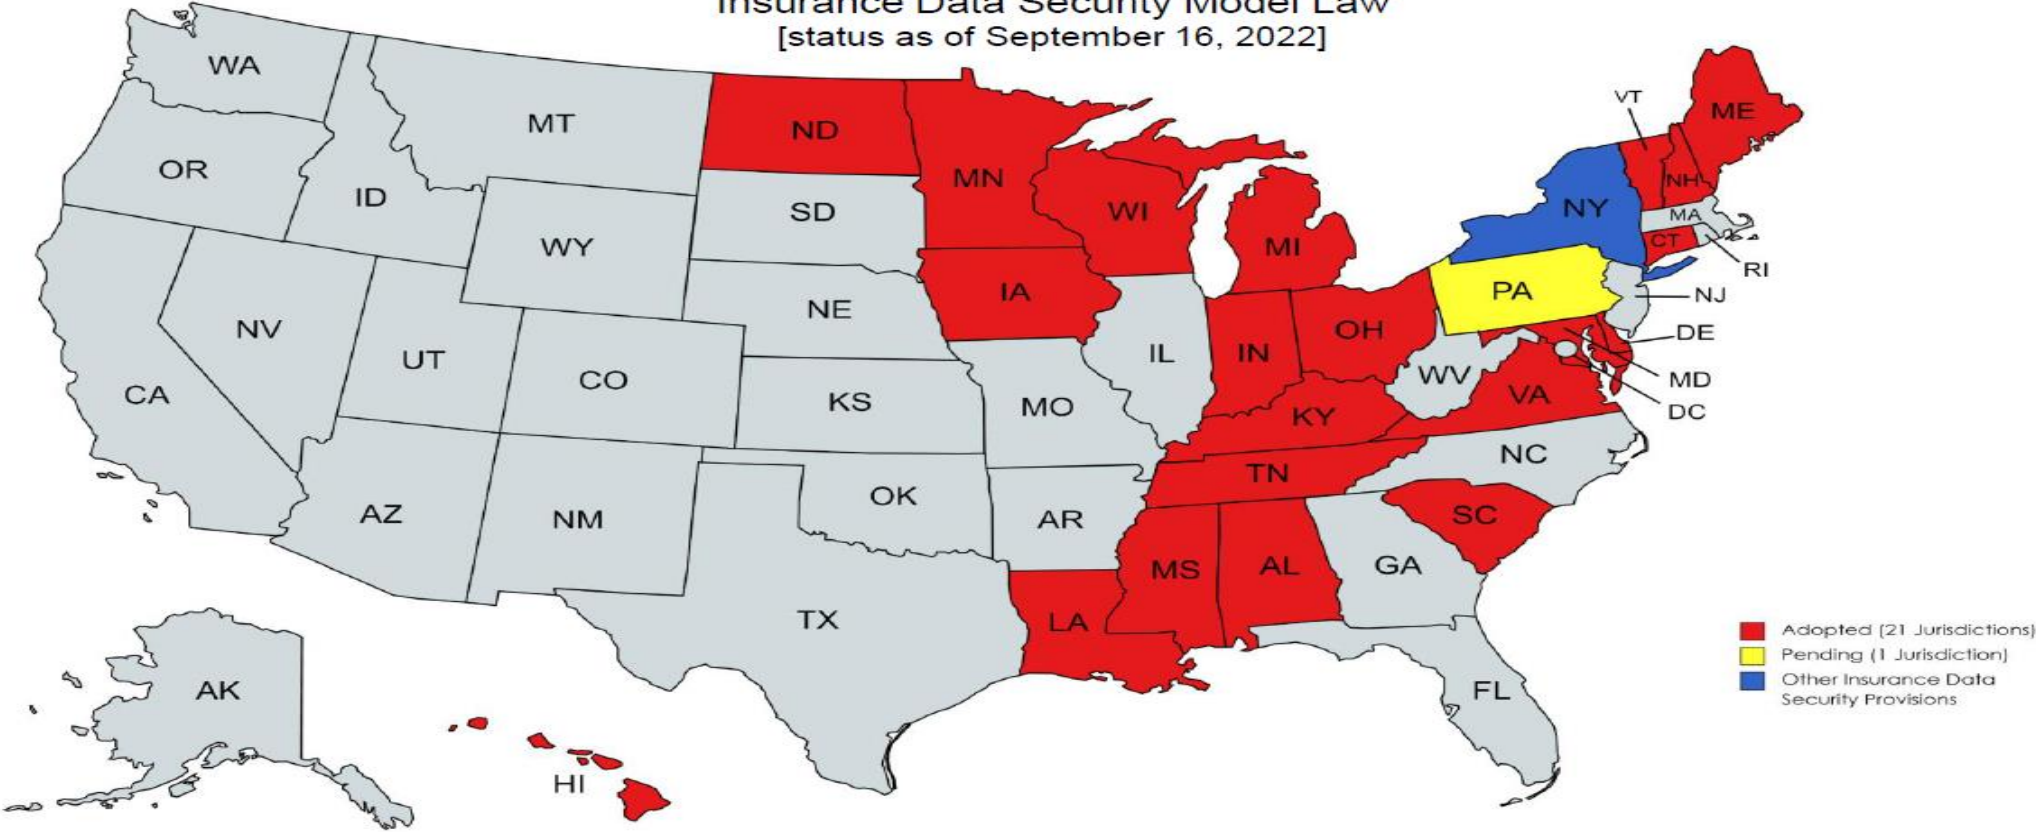 Insurance Data Security Model Law
[status as of September 16, 2022]
WA
MT
ND
MN
VT
ME
OR
ID
WY
SD
WI
MI
NY
NH
MA
CT
RI
NV
UT
CO
NE
IA
PA
NJ
CA
KS
MO
IL
IN
OH
WV
VA
DE
MD
DC
KY
AZ
NM
OK
AR
TN
NC
SC
TX
LA
MS
AL
GA
FL
AK
HI
Adopted (21 Jurisdictions)
Pending (1 Jurisdiction)
Other Insurance Data
Security Provisions